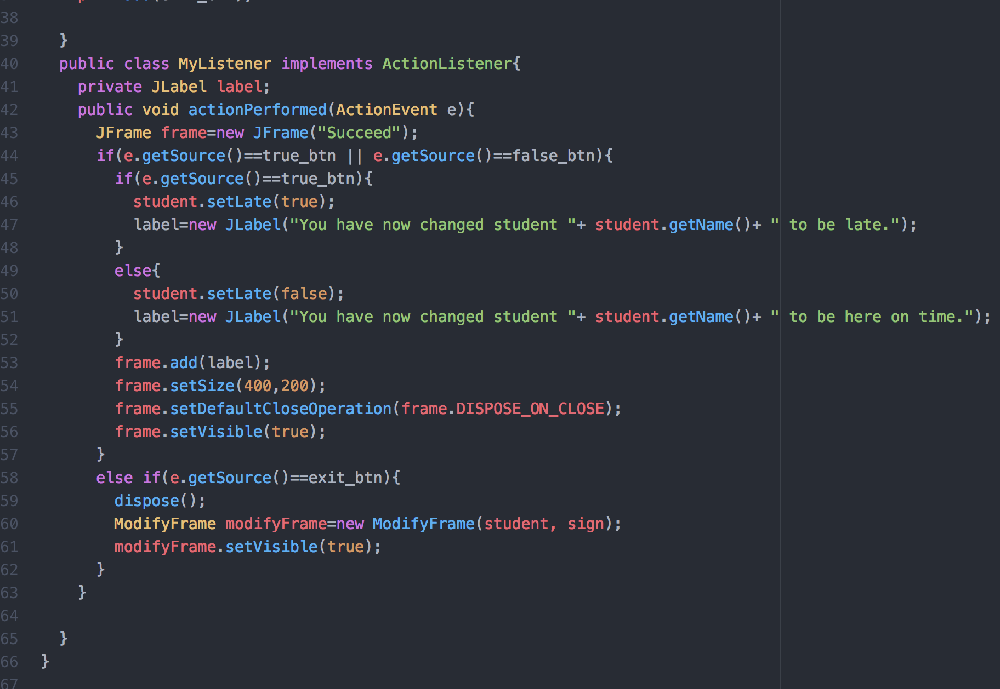 38
39 }
40 public class MyListener implements ActionListener{
41 private JLabel label;
42 public void actionPerformed(ActionEvent e){
43 JFrame frame=new JFrame("Succeed");
44 if(e.getSource()==true_btn || e.getSource()==false_btn){
45 if(e.getSource()==true_btn){
46 student.setLate(true);
47 label=new JLabel("You have now changed student "+ student.getName()+ " to be late.");
48 }
49 else{
50 student.setLate(false);
51 label=new JLabel("You have now changed student "+ student.getName()+ " to be here on time.");
52 }
53 frame.add(label);
54 frame.setSize(400,200);
55 frame.setDefaultCloseOperation(frame.DISPOSE_ON_CLOSE);
56 frame.setVisible(true);
57 }
58 else if(e.getSource()==exit_btn){
59 dispose();
60 ModifyFrame modifyFrame=new ModifyFrame(student, sign);
61 modifyFrame.setVisible(true);
62 }
63 }
64
65 }
66 }
67